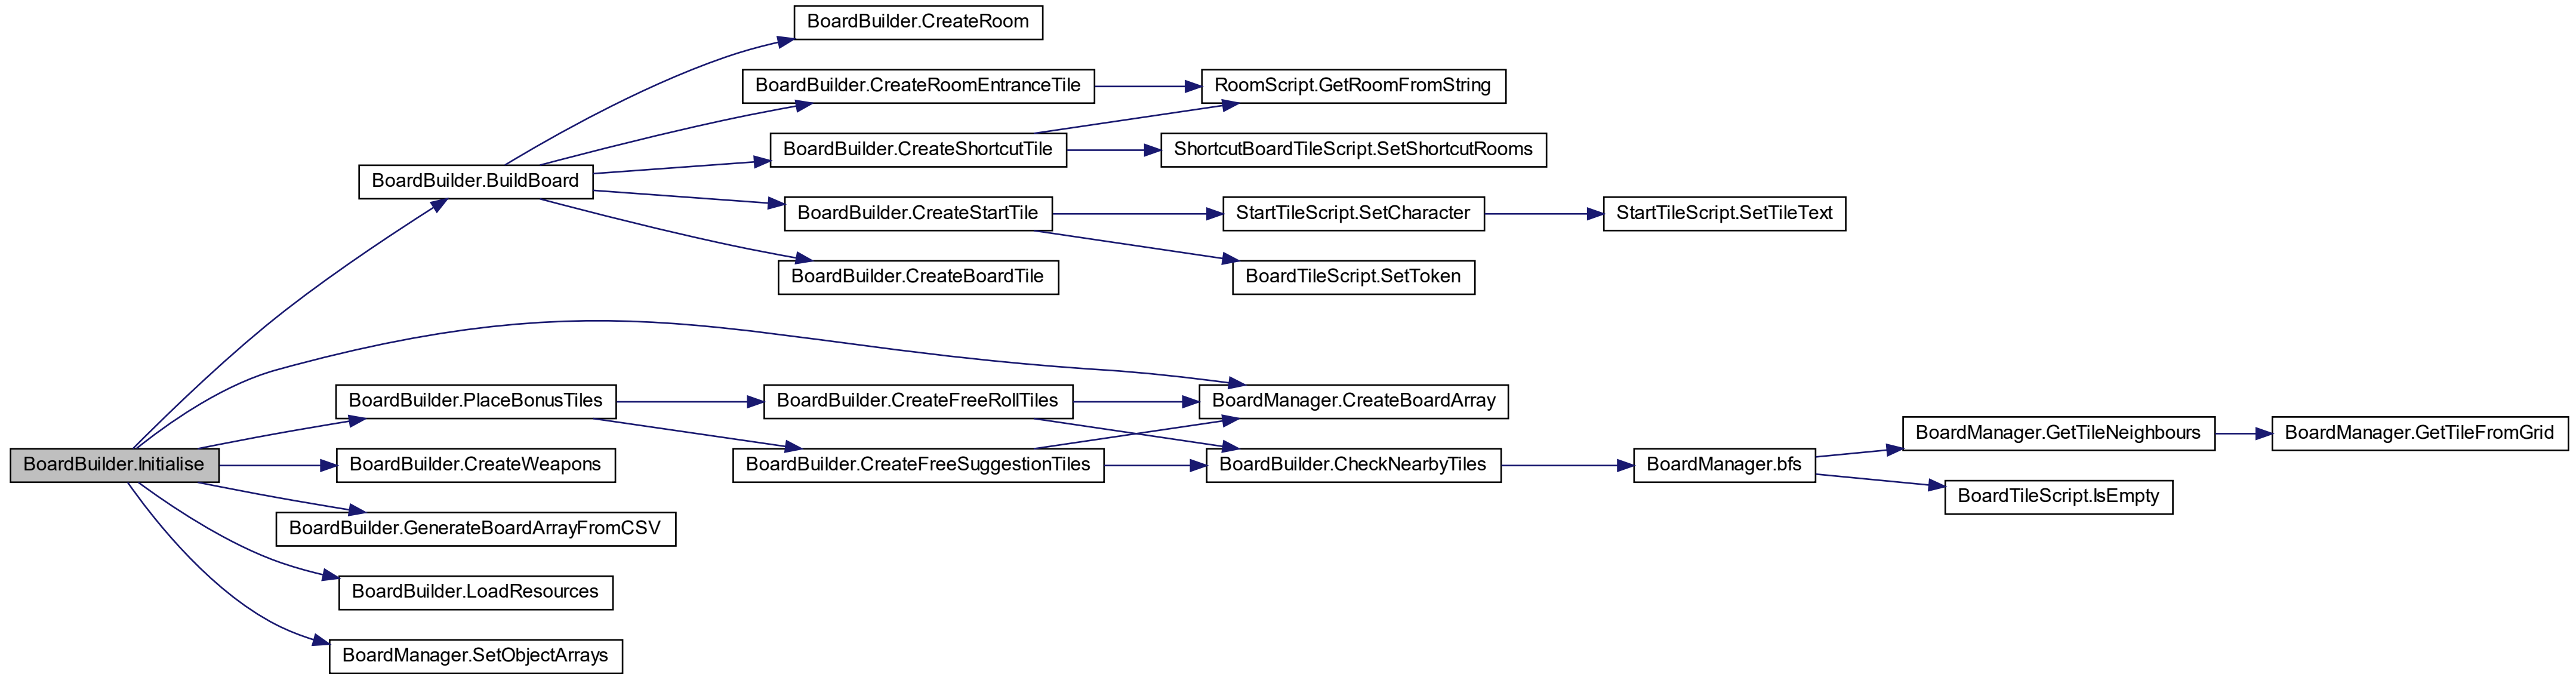 BoardBuilder.CreateRoom
BoardBuilder.CreateRoomEntranceTile
RoomScript.GetRoomFromString
BoardBuilder.CreateShortcutTile
ShortcutBoardTileScript.SetShortcutRooms
BoardBuilder.BuildBoard
BoardBuilder.CreateStartTile
StartTileScript.SetCharacter
StartTileScript.SetTileText
BoardBuilder.CreateBoardTile
BoardTileScript.SetToken
BoardBuilder.PlaceBonusTiles
BoardBuilder.CreateFreeRollTiles
BoardManager.CreateBoardArray
BoardManager.GetTileNeighbours
BoardManager.GetTileFromGrid
BoardBuilder.Initialise
BoardBuilder.CreateWeapons
BoardBuilder.CreateFreeSuggestionTiles
BoardBuilder.CheckNearbyTiles
BoardManager.bfs
BoardTileScript.IsEmpty
BoardBuilder.GenerateBoardArrayFromCSV
BoardBuilder.LoadResources
BoardManager.SetObjectArrays